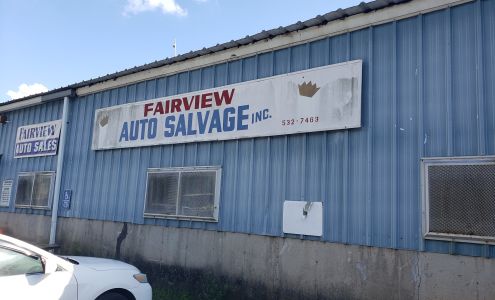 FAIRVIEW
AUTO SALES
FAIRVIEW
AUTO SALVAGE INC.
532-7463